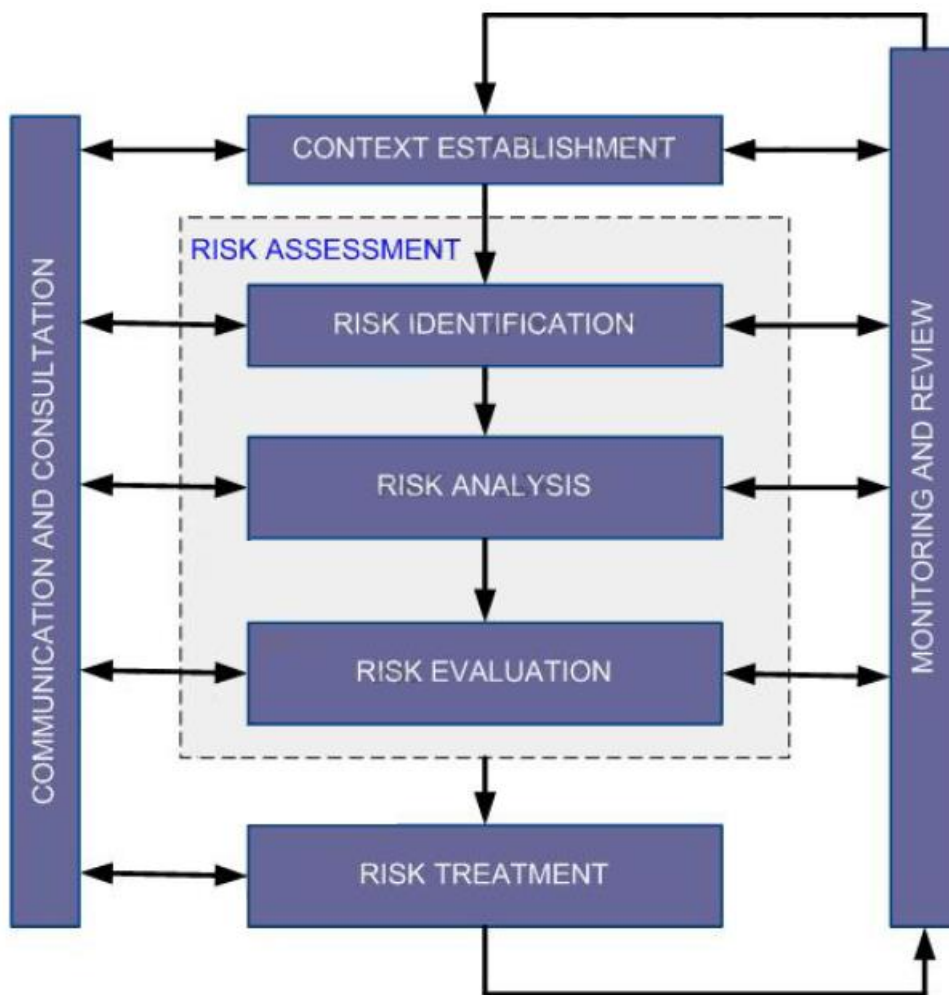 CONTEXT ESTABLISHMENT
RISK ASSESSMENT
RISK IDENTIFICATION
RISK ANALYSIS
RISK EVALUATION
RISK TREATMENT
COMMUNICATION AND CONSULTATION
MONITORING AND REVIEW